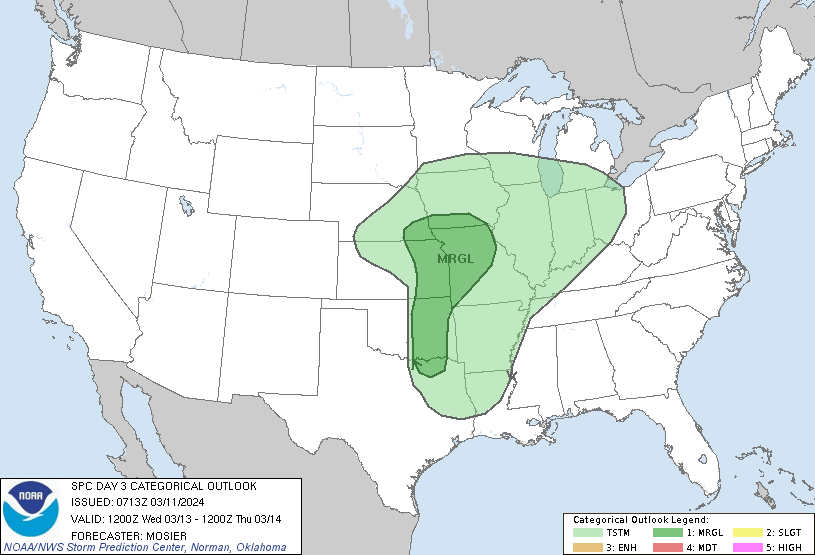 MRGL
SPC DAY 3 CATEGORICAL OUTLOOK
ISSUED: 0713Z 03/11/2024
VALID: 1200Z Wed 03/13 - 1200Z Thu 03/14
FORECASTER: MOSIER
NOAA/NWS Storm Prediction Center, Norman, Oklahoma
NOAA
Categorical Outlook Legend:
TSTM 1: MRGL 2: SLGT
3: ENH 4: MDT 5: HIGH